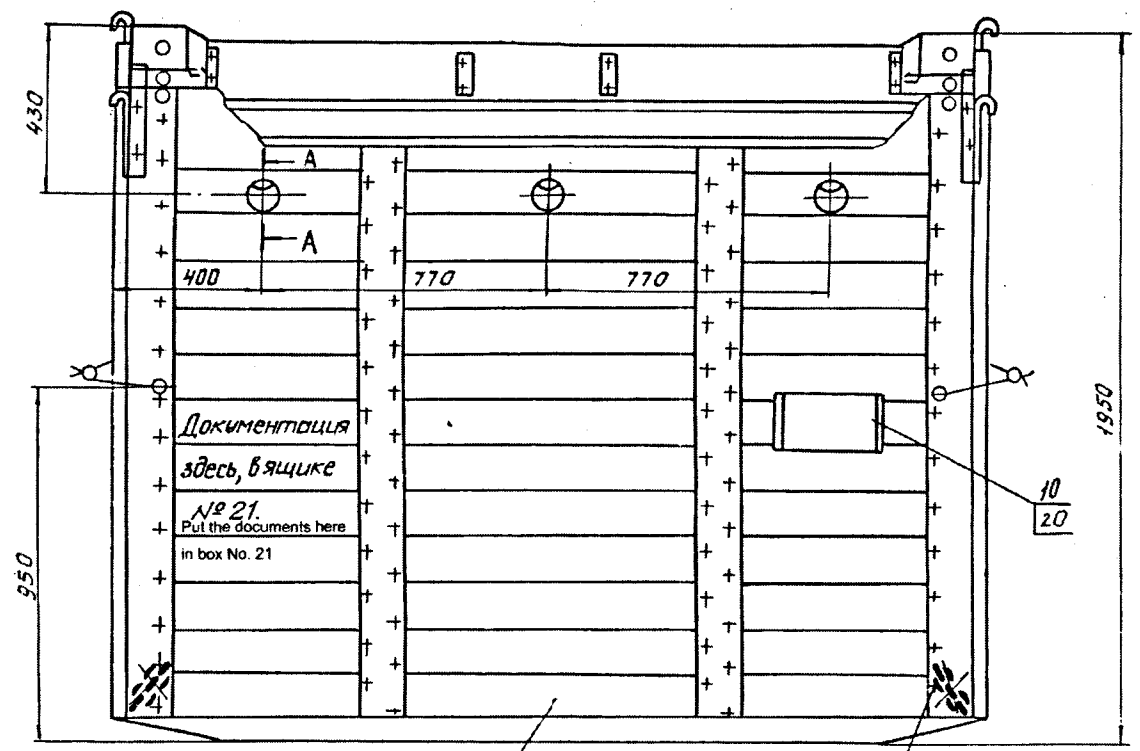 430
A
A
400
770
770
1950
Документация
здесь, в ящике
№ 21.
Put the documents here
in box No. 21
10
20
950